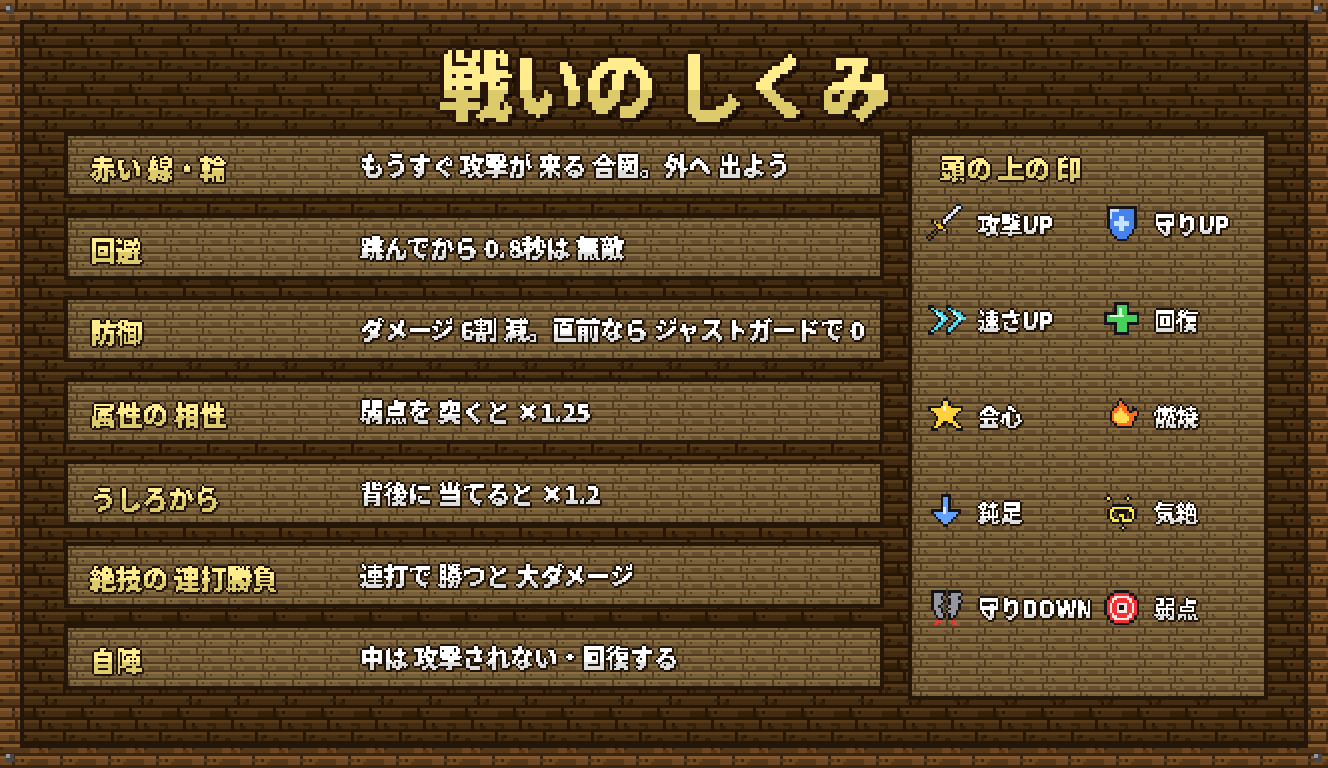 戦いの しくみ
赤い 線・輪
もうすぐ 攻撃が 来る 合図。 外へ 出よう
回避
跳んでから 0.8秒は 無敵
防御
ダメージ 6割 減。 直前なら ジャストガードで 0
属性の 相性
弱点を 突くと ×1.25
うしろから
背後に 当てると ×1.2
絶技の 連打勝負
連打で 勝つと 大ダメージ
自陣
中は 攻撃されない・回復する
頭の 上の 印
攻撃UP 守りUP
速さUP 回復
会心 燃焼
鈍足 気絶
守りDOWN 弱点